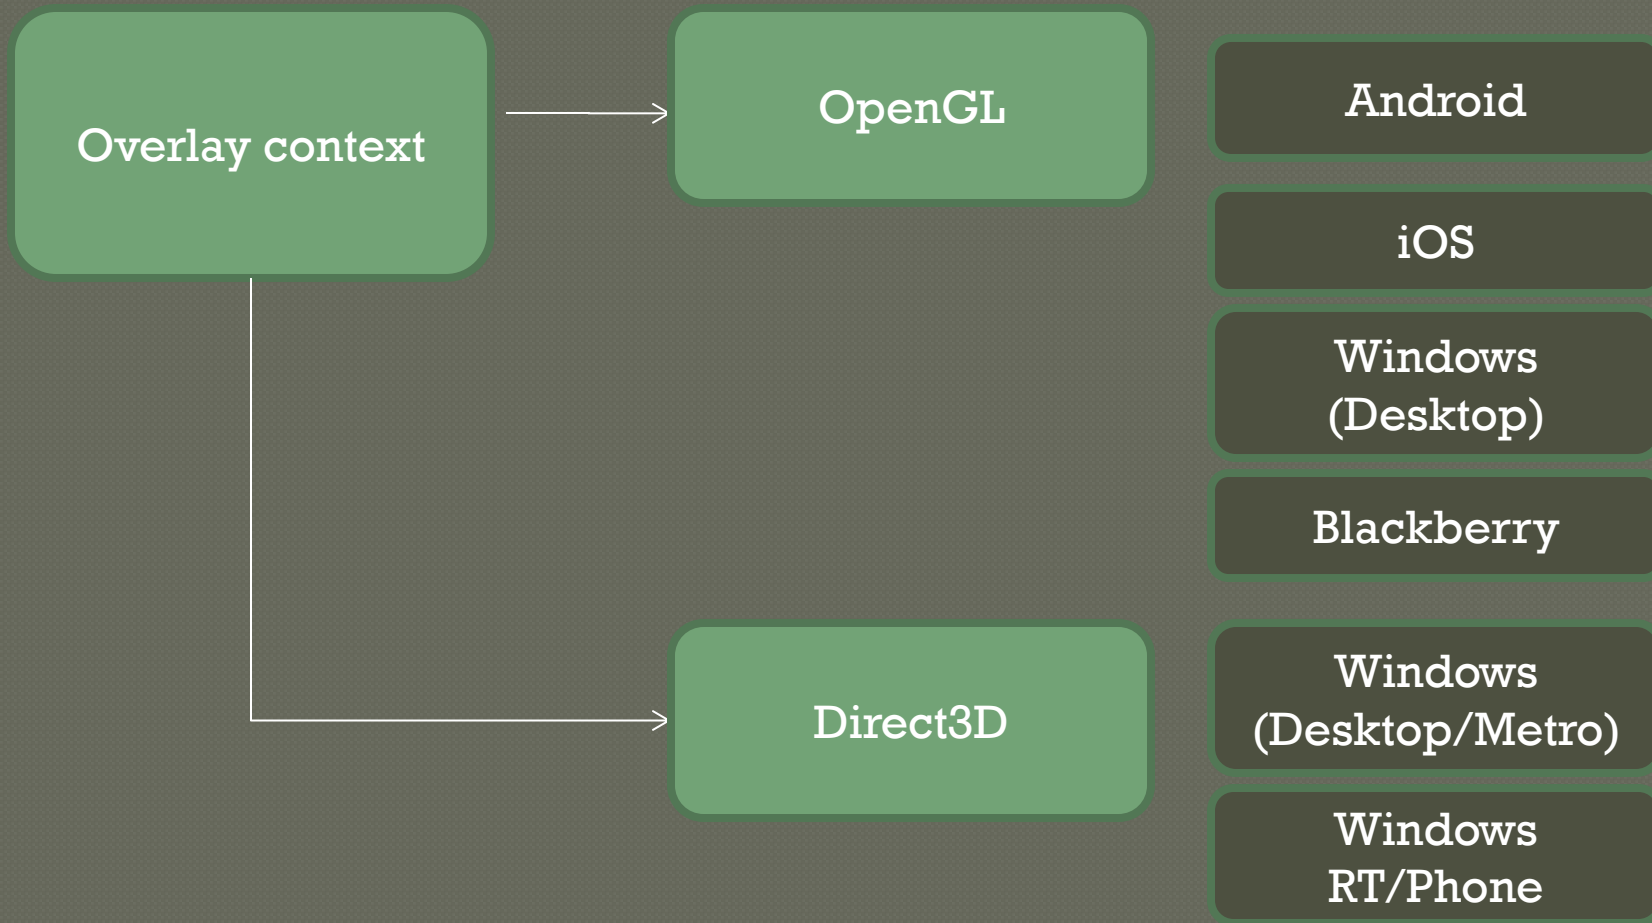 Overlay context
OpenGL
Android
iOS
Windows
(Desktop)
Blackberry
Direct3D
Windows
(Desktop/Metro)
Windows
RT/Phone